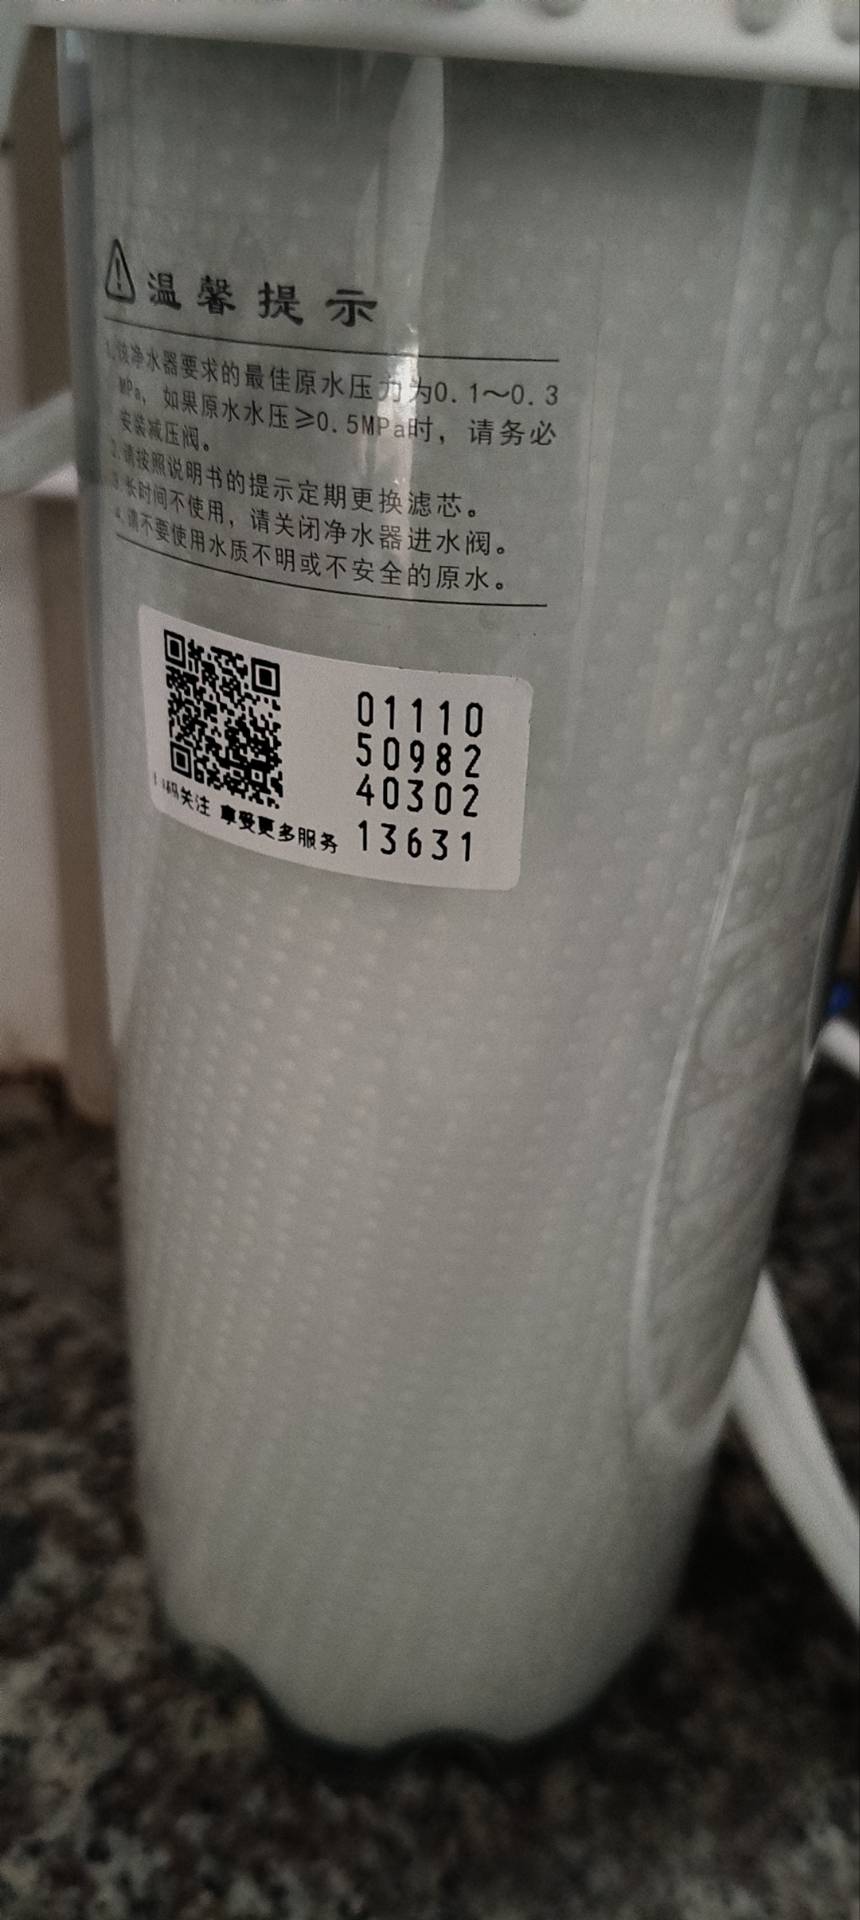 温馨提示
1.该净水器要求的最佳原水压力为0.1～0.3
MPa，如果原水水压≥0.5MPa时，请务必
安装减压阀。
2.请按照说明书的提示定期更换滤芯。
3.长时间不使用，请关闭净水器进水阀。
4.请不要使用水质不明或不安全的原水。
01110
50982
40302
13631
码关注 享受更多服务